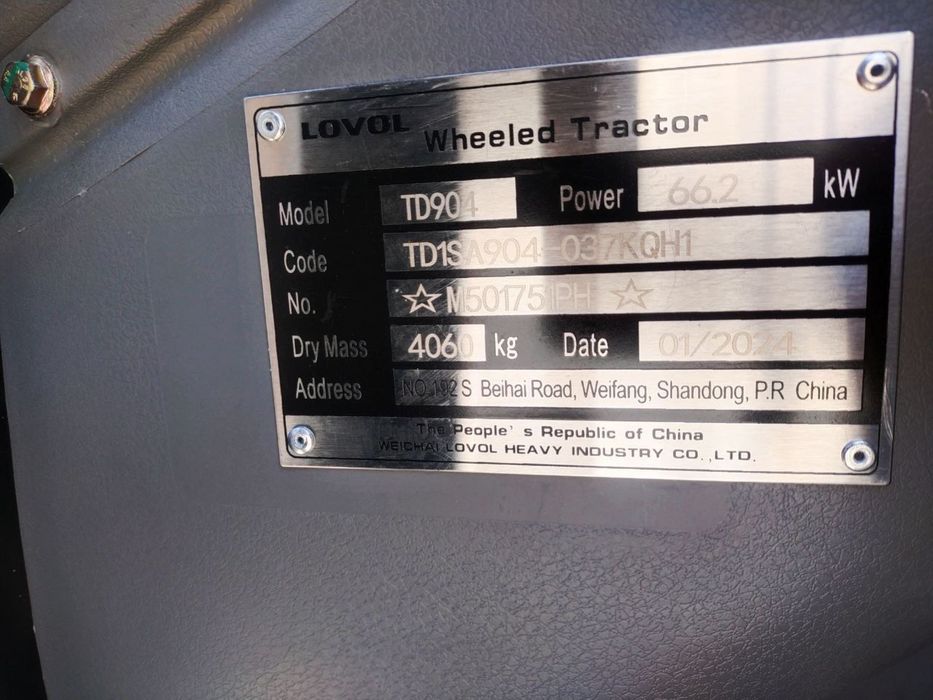 LOVOL Wheeled Tractor
Model TD904 Power 66.2 kW
Code TD1SA904-037KQH1
No. ☆ M50175 PH ☆
Dry Mass 4060 kg Date 01/2024
Address NO.192 S Beihai Road, Weifang, Shandong, P.R China
The People's Republic of China
WEICHAI LOVOL HEAVY INDUSTRY CO.,LTD.